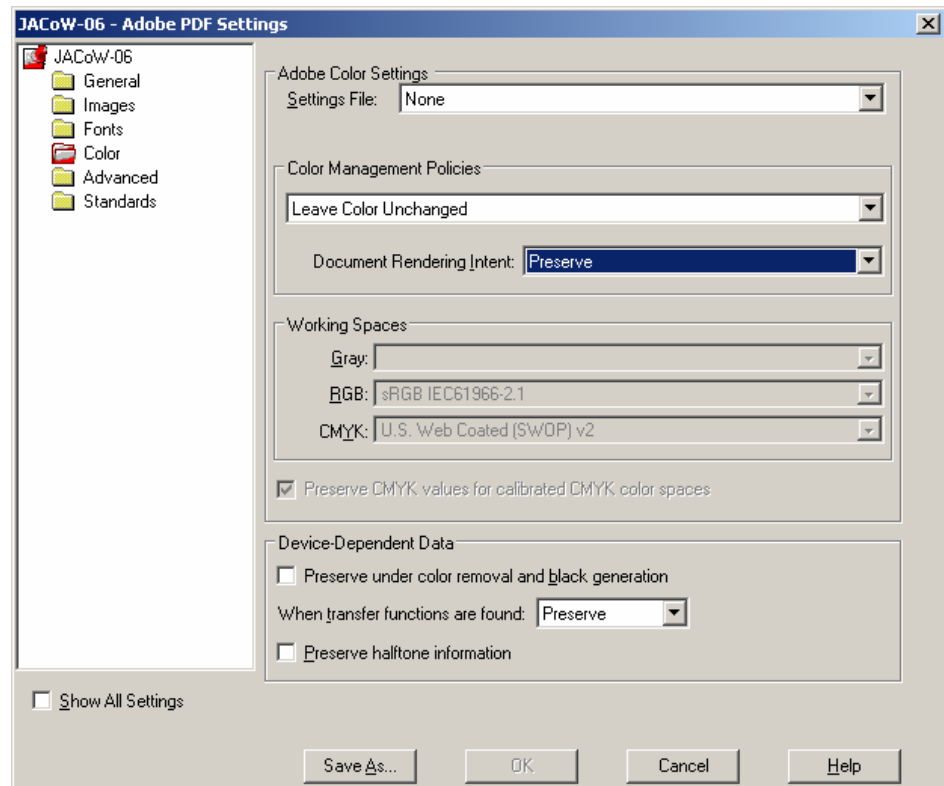 JACoW-06 - Adobe PDF Settings
JACoW-06
General
Images
Fonts
Color
Advanced
Standards
Show All Settings
Adobe Color Settings
Settings File: None
Color Management Policies
Leave Color Unchanged
Document Rendering Intent: Preserve
Working Spaces
Gray:
RGB: sRGB IEC61966-2.1
CMYK: U.S. Web Coated (SWOP) v2
Preserve CMYK values for calibrated CMYK color spaces
Device-Dependent Data
Preserve under color removal and black generation
When transfer functions are found: Preserve
Preserve halftone information
Save As... OK Cancel Help